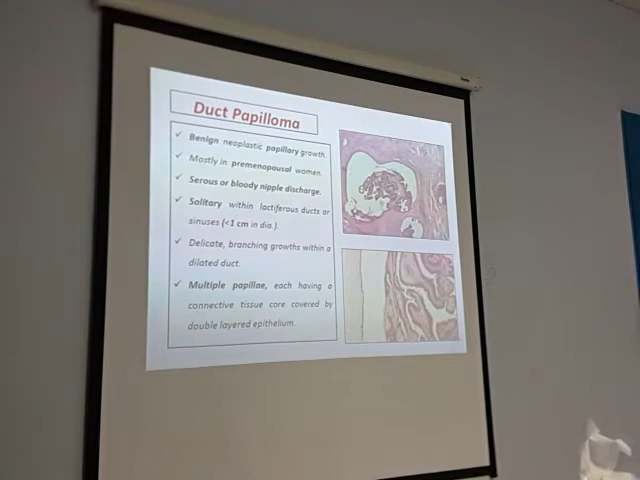 Duct Papilloma
✓ Benign neoplastic papillary growth.
✓ Mostly in premenopausal women.
✓ Serous or bloody nipple discharge.
✓ Solitary within lactiferous ducts or
sinuses (<1 cm in dia.).
✓ Delicate, branching growths within a
dilated duct.
✓ Multiple papillae, each having a
connective tissue core covered by
double layered epithelium.